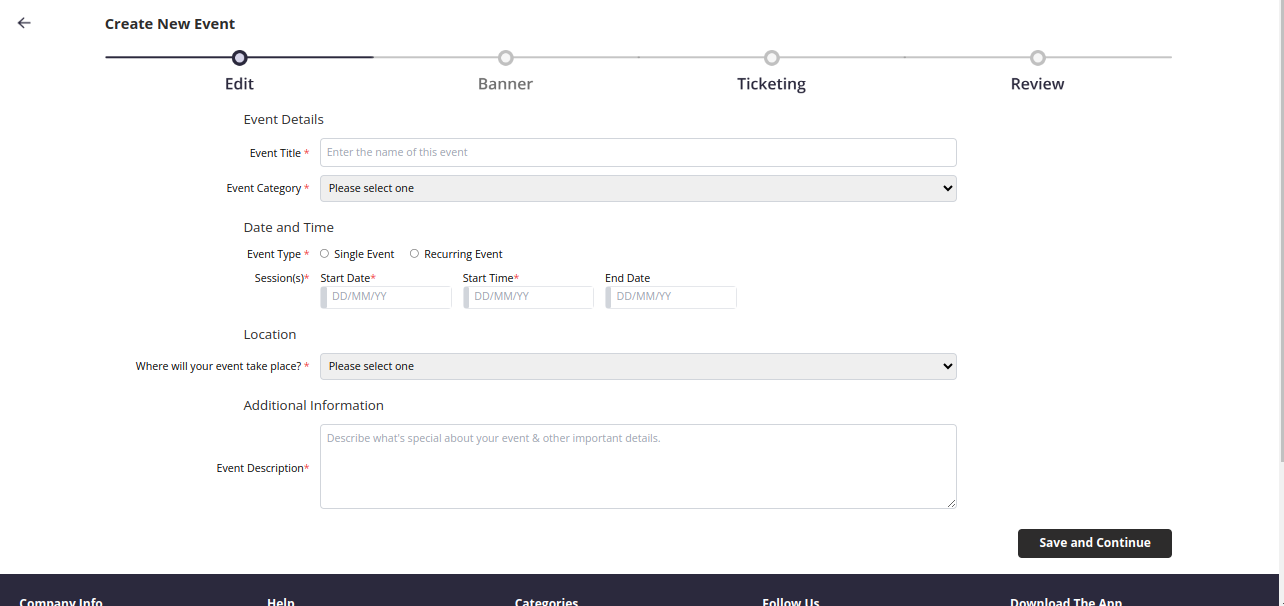 Create New Event
Edit Banner Ticketing Review
Event Details
Event Title * Enter the name of this event
Event Category * Please select one
Date and Time
Event Type * Single Event Recurring Event
Session(s)* Start Date* Start Time* End Date
DD/MM/YY DD/MM/YY DD/MM/YY
Location
Where will your event take place? * Please select one
Additional Information
Describe what's special about your event & other important details.
Event Description*
Save and Continue
Company Info Help Categories Follow Us Download The App